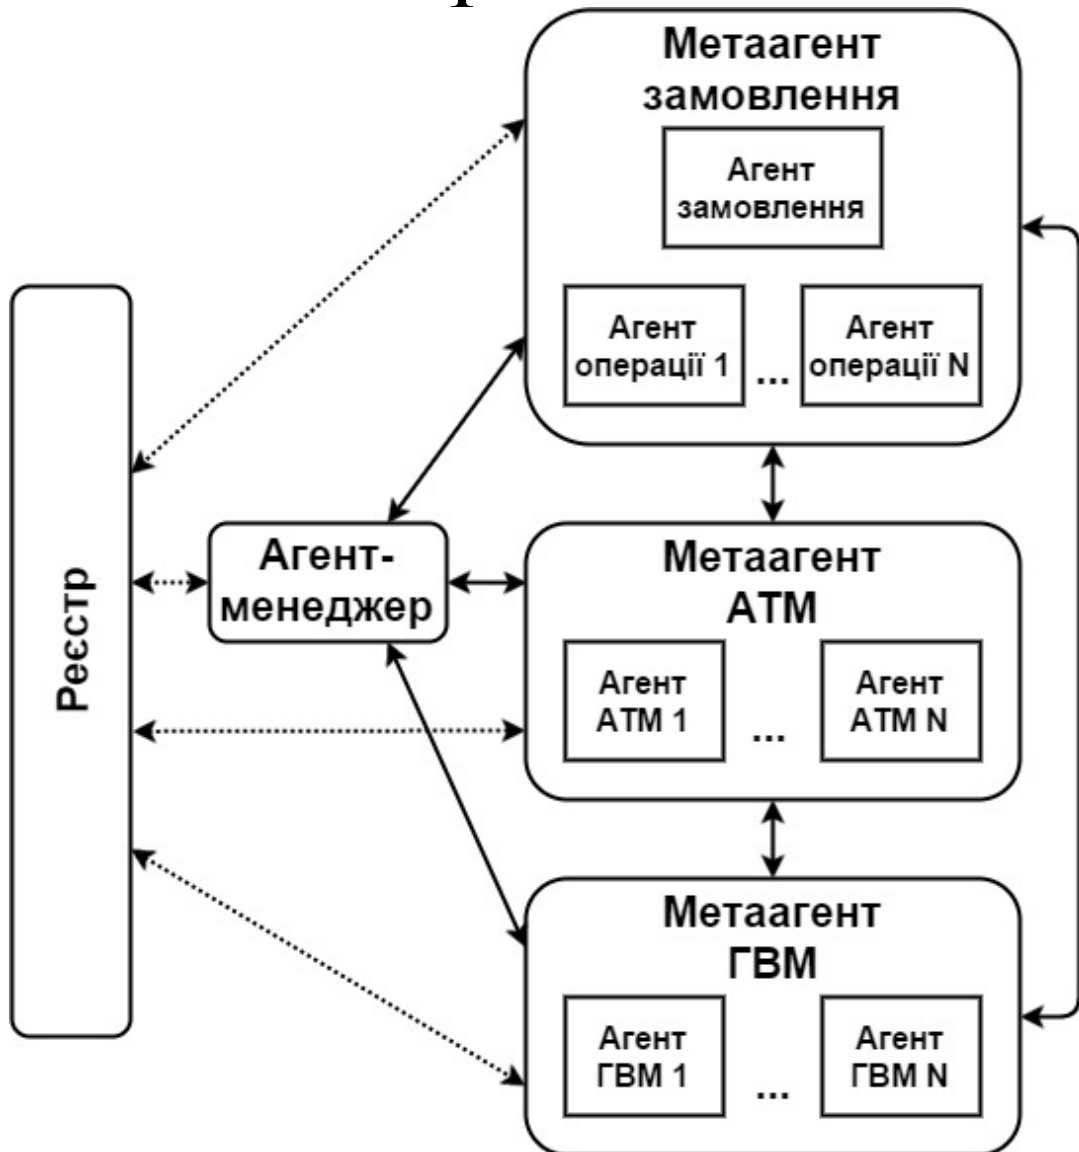 Метаагент
замовлення
Агент
замовлення
Агент
операції 1
...
Агент
операції N
Реєстр
Агент-
менеджер
Метаагент
АТМ
Агент
АТМ 1
...
Агент
АТМ N
Метаагент
ГВМ
Агент
ГВМ 1
...
Агент
ГВМ N